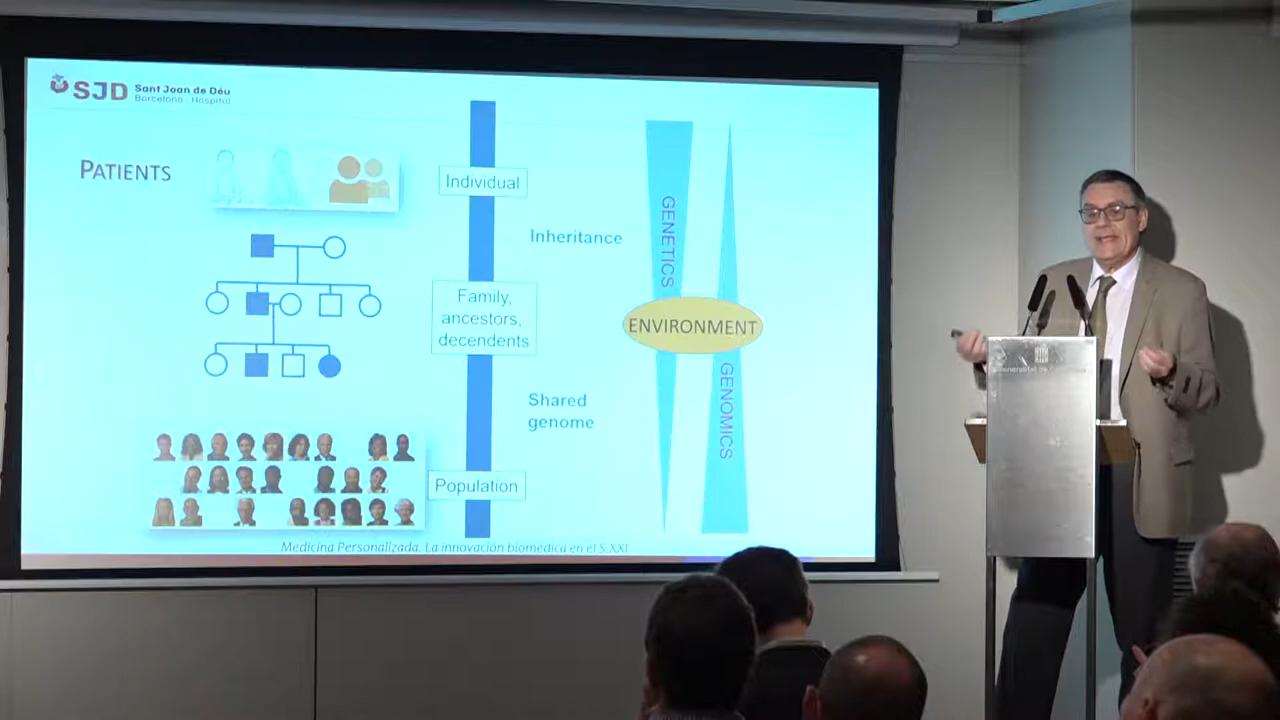 SJD
Sant Joan de Déu
Barcelona - Hospital
PATIENTS
Individual
Inheritance
GENETICS
Family,
ancestors,
decendents
ENVIRONMENT
Shared
genome
GENOMICS
Population
Medicina Personalizada. La innovación biomedica en el S.XXI